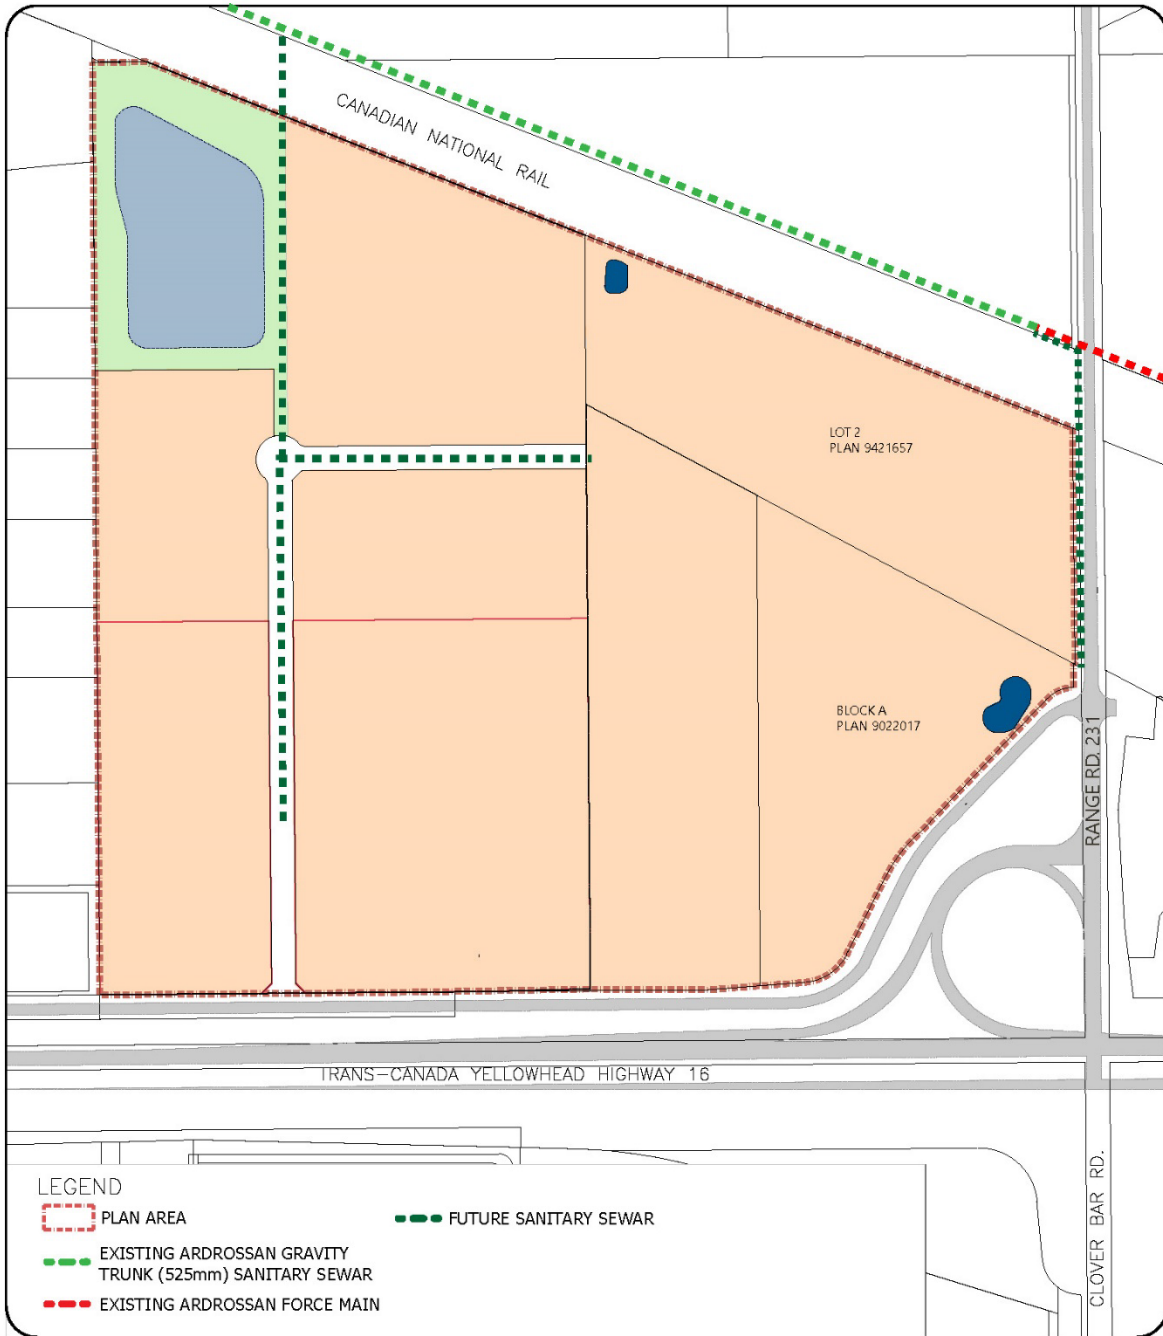 CANADIAN NATIONAL RAIL
LOT 2
PLAN 9421657
BLOCK A
PLAN 9022017
RANGE RD. 231
TRANS-CANADA YELLOWHEAD HIGHWAY 16
CLOVER BAR RD.
LEGEND
PLAN AREA
FUTURE SANITARY SEWAR
EXISTING ARDROSSAN GRAVITY
TRUNK (525mm) SANITARY SEWAR
EXISTING ARDROSSAN FORCE MAIN